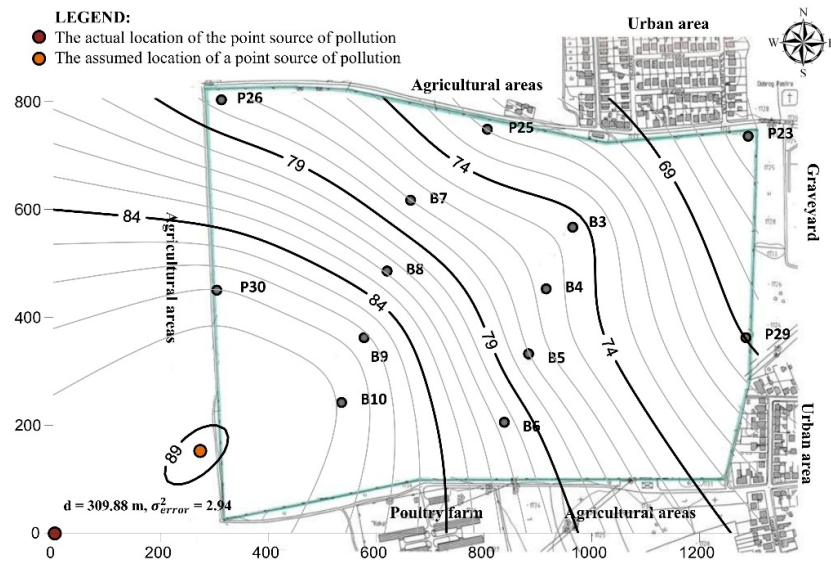 LEGEND:
The actual location of the point source of pollution
The assumed location of a point source of pollution
Urban area
N
W
S
Agricultural areas
800
P26
P25
P23
79
74
69
Graveyard
B7
B3
600
84
Agricultural areas
B8
B4
P30
400
84
79
74
P29
B9
B5
B10
200
B6
Urban area
89
d = 309.88 m, σ²error = 2.94
Poultry farm
Agricultural areas
0
0
200
400
600
800
1000
1200